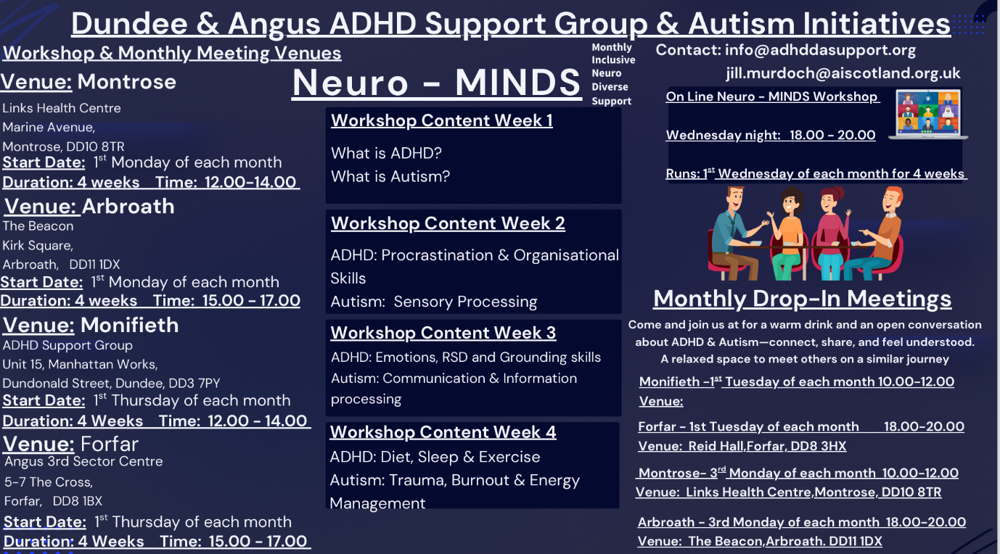 Dundee & Angus ADHD Support Group & Autism Initiatives
Workshop & Monthly Meeting Venues
Venue: Montrose
Links Health Centre
Marine Avenue,
Montrose, DD10 8TR
Start Date: 1st Monday of each month
Duration: 4 weeks Time: 12.00-14.00
Venue: Arbroath
The Beacon
Kirk Square,
Arbroath, DD11 1DX
Start Date: 1st Monday of each month
Duration: 4 weeks Time: 15.00 - 17.00
Venue: Monifieth
ADHD Support Group
Unit 15, Manhattan Works,
Dundonald Street, Dundee, DD3 7PY
Start Date: 1st Thursday of each month
Duration: 4 Weeks Time: 12.00 - 14.00
Venue: Forfar
Angus 3rd Sector Centre
5-7 The Cross,
Forfar, DD8 1BX
Start Date: 1st Thursday of each month
Duration: 4 Weeks Time: 15.00 - 17.00
Neuro - MINDS
Monthly
Inclusive
Neuro
Diverse
Support
Workshop Content Week 1
What is ADHD?
What is Autism?
Workshop Content Week 2
ADHD: Procrastination & Organisational
Skills
Autism: Sensory Processing
Workshop Content Week 3
ADHD: Emotions, RSD and Grounding skills
Autism: Communication & Information
processing
Workshop Content Week 4
ADHD: Diet, Sleep & Exercise
Autism: Trauma, Burnout & Energy
Management
Contact: info@adhddasupport.org
jill.murdoch@aiscotland.org.uk
On Line Neuro - MINDS Workshop
Wednesday night: 18.00 - 20.00
Runs: 1st Wednesday of each month for 4 weeks
Monthly Drop-In Meetings
Come and join us at for a warm drink and an open conversation
about ADHD & Autism—connect, share, and feel understood.
A relaxed space to meet others on a similar journey
Monifieth -1st Tuesday of each month 10.00-12.00
Venue:
Forfar - 1st Tuesday of each month 18.00-20.00
Venue: Reid Hall,Forfar, DD8 3HX
Montrose- 3rd Monday of each month 10.00-12.00
Venue: Links Health Centre,Montrose, DD10 8TR
Arbroath - 3rd Monday of each month 18.00-20.00
Venue: The Beacon,Arbroath. DD11 1DX